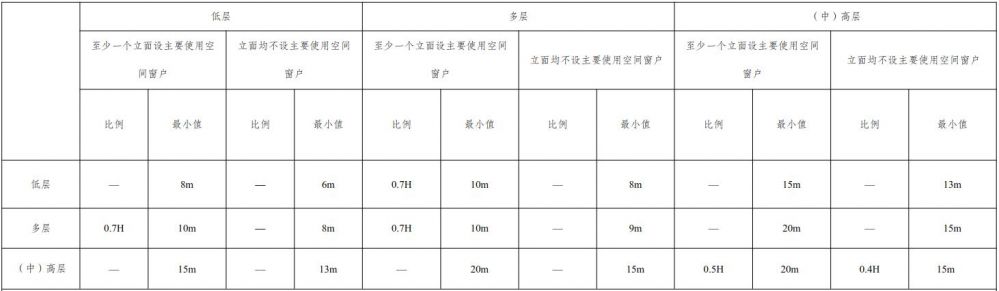 低层 多层 （中）高层
至少一个立面设主要使用空间窗户 立面均不设主要使用空间窗户 至少一个立面设主要使用空间窗户 立面均不设主要使用空间窗户 至少一个立面设主要使用空间窗户 立面均不设主要使用空间窗户
比例 最小值 比例 最小值 比例 最小值 比例 最小值 比例 最小值 比例 最小值
低层 — 8m — 6m 0.7H 10m — 8m — 15m — 13m
多层 0.7H 10m — 8m 0.7H 10m — 9m — 20m — 15m
（中）高层 — 15m — 13m — 20m — 15m 0.5H 20m 0.4H 15m